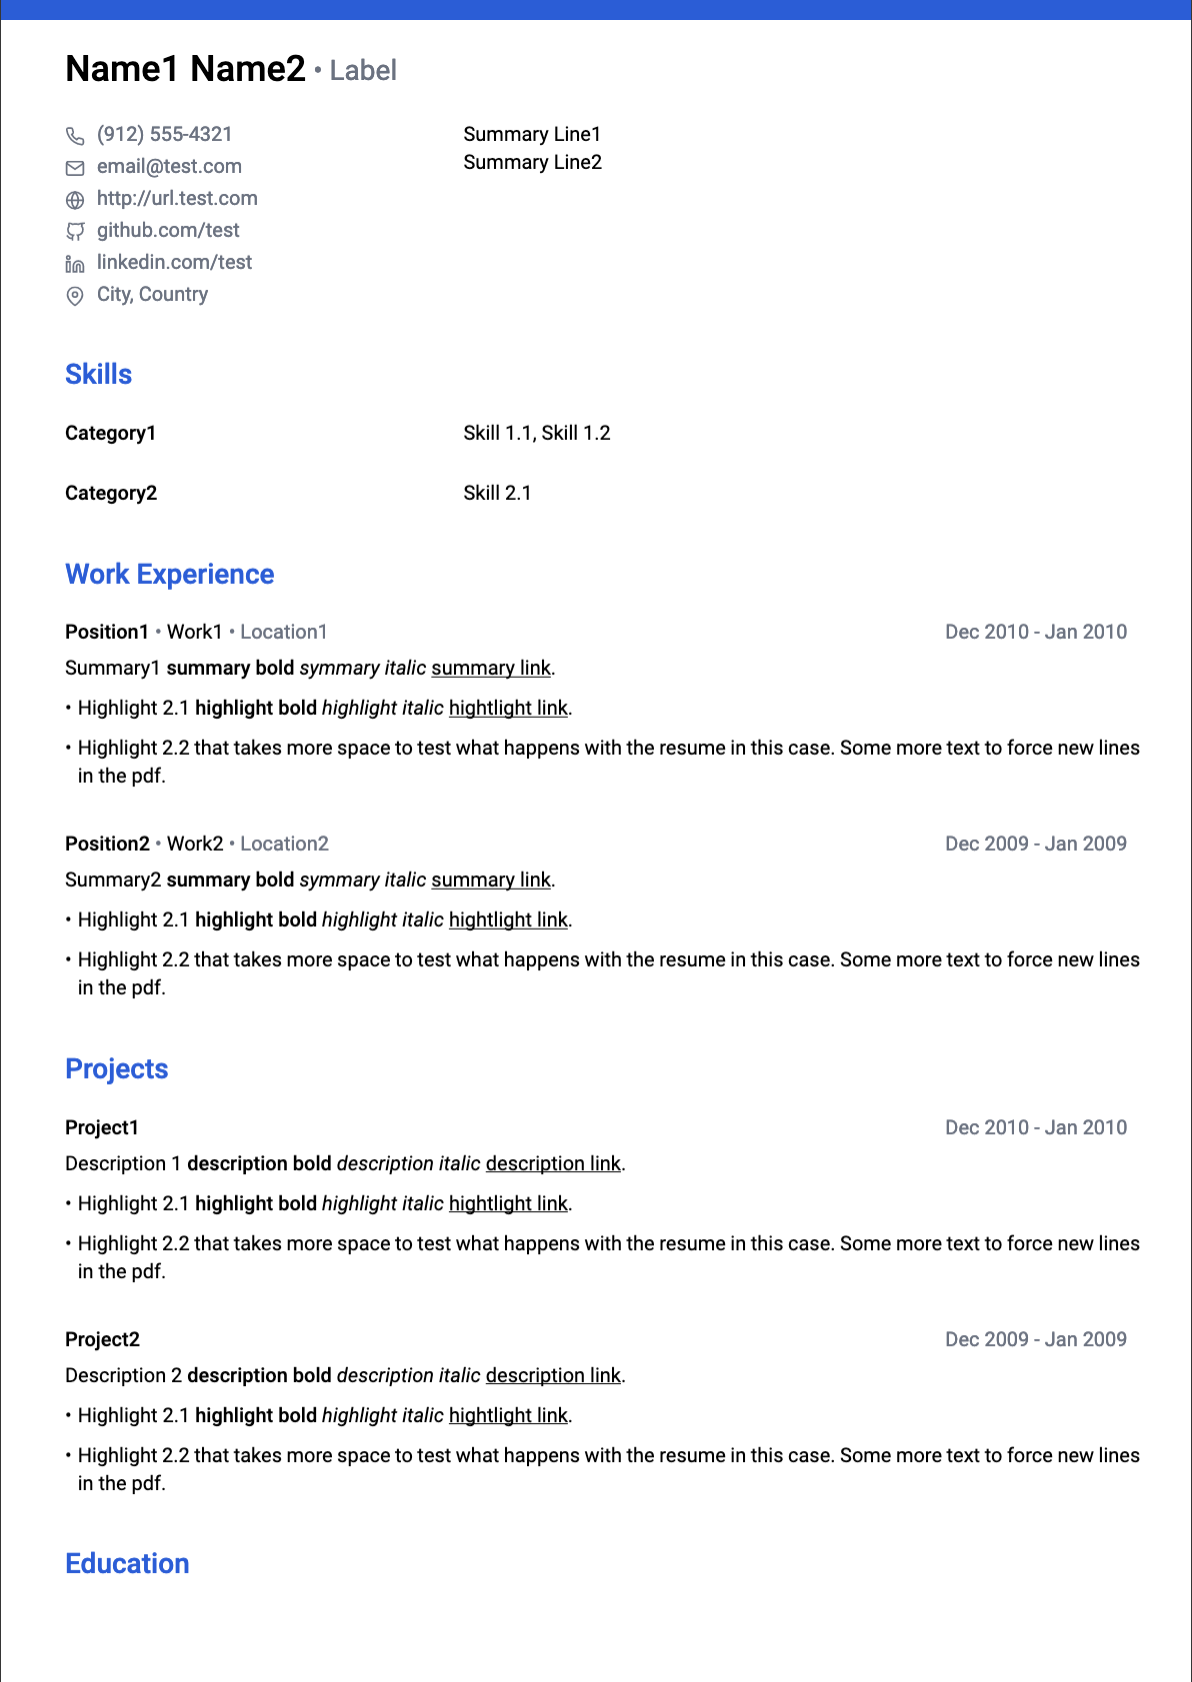 Name1 Name2 • Label
(912) 555-4321
email@test.com
http://url.test.com
github.com/test
linkedin.com/test
City, Country
Summary Line1
Summary Line2
Skills
Category1 Skill 1.1, Skill 1.2
Category2 Skill 2.1
Work Experience
Position1 • Work1 • Location1 Dec 2010 - Jan 2010
Summary1 summary bold symmary italic summary link.
• Highlight 2.1 highlight bold highlight italic hightlight link.
• Highlight 2.2 that takes more space to test what happens with the resume in this case. Some more text to force new lines
in the pdf.
Position2 • Work2 • Location2 Dec 2009 - Jan 2009
Summary2 summary bold symmary italic summary link.
• Highlight 2.1 highlight bold highlight italic hightlight link.
• Highlight 2.2 that takes more space to test what happens with the resume in this case. Some more text to force new lines
in the pdf.
Projects
Project1 Dec 2010 - Jan 2010
Description 1 description bold description italic description link.
• Highlight 2.1 highlight bold highlight italic hightlight link.
• Highlight 2.2 that takes more space to test what happens with the resume in this case. Some more text to force new lines
in the pdf.
Project2 Dec 2009 - Jan 2009
Description 2 description bold description italic description link.
• Highlight 2.1 highlight bold highlight italic hightlight link.
• Highlight 2.2 that takes more space to test what happens with the resume in this case. Some more text to force new lines
in the pdf.
Education